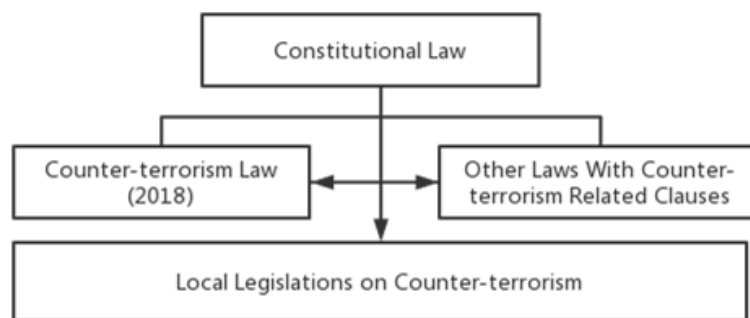 Constitutional Law
Counter-terrorism Law
(2018)
Other Laws With Counter-
terrorism Related Clauses
Local Legislations on Counter-terrorism